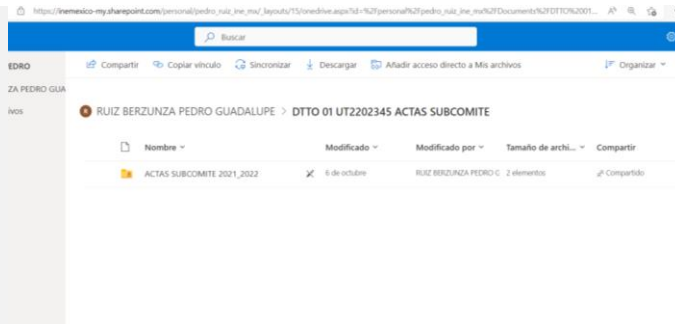 https://inemexico-my.sharepoint.com/personal/pedro_ruiz_ine_mx/_layouts/15/onedrive.aspx?id=%2Fpersonal%2Fpedro_ruiz_ine_mx%2FDocuments%2FDTTO%2001...
Buscar
EDRO
Compartir Copiar vínculo Sincronizar Descargar Añadir acceso directo a Mis archivos Organizar
ZA PEDRO GUA
ivos
R RUIZ BERZUNZA PEDRO GUADALUPE > DTTO 01 UT2202345 ACTAS SUBCOMITE
Nombre Modificado Modificado por Tamaño de archi... Compartir
ACTAS SUBCOMITE 2021_2022 6 de octubre RUIZ BERZUNZA PEDRO G 2 elementos Compartido